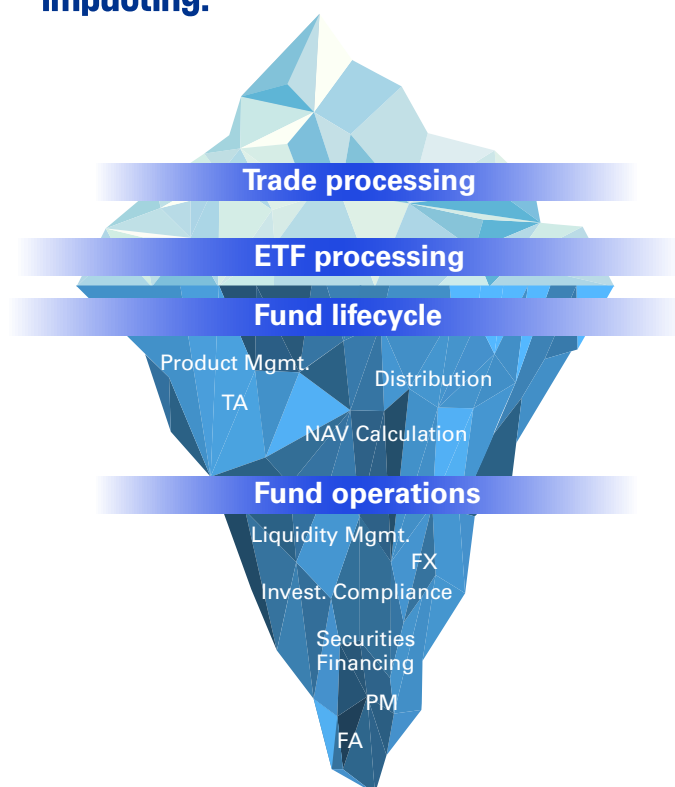 impacting.
Trade processing
ETF processing
Fund lifecycle
Product Mgmt.
Distribution
TA
NAV Calculation
Fund operations
Liquidity Mgmt.
FX
Invest. Compliance
Securities
Financing
PM
FA